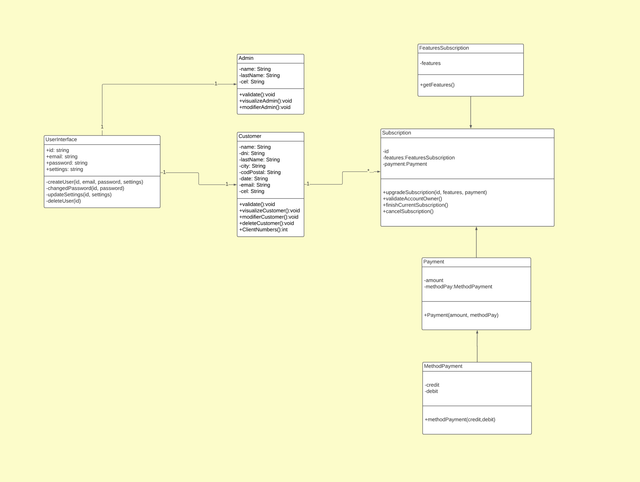 FeaturesSubscription
-features
+getFeatures()
Admin
-name: String
-lastName: String
-cel: String
+validate():void
+visualizeAdmin():void
+modifierAdmin():void
1
1
UserInterface
+id: string
+email: string
+password: string
+settings: string
-createUser(id, email, password, settings)
-changedPassword(id, password)
-updateSettings(id, settings)
-deleteUser(id)
1
1
Customer
-name: String
-dni: String
-lastName: String
-city: String
-codPostal: String
-date: String
-email: String
-cel: String
+validate():void
+visualizeCustomer():void
+modifierCustomer():void
+deleteCustomer():void
+ClientNumbers():int
1
*
Subscription
-id
-features:FeaturesSubscription
-payment:Payment
+upgradeSubscription(id, features, payment)
+validateAccountOwner()
+finishCurrentSubscription()
+cancelSubscription()
Payment
-amount
-methodPay:MethodPayment
+Payment(amount, methodPay)
MethodPayment
-credit
-debit
+methodPayment(credit,debit)